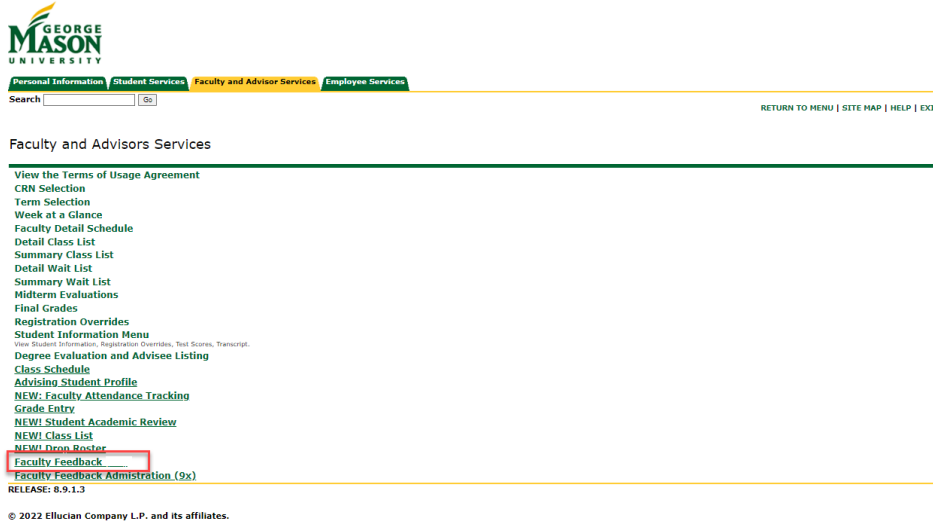 GEORGE
MASON
UNIVERSITY
Personal Information Student Services Faculty and Advisor Services Employee Services
Search Go
RETURN TO MENU | SITE MAP | HELP | EXI
Faculty and Advisors Services
View the Terms of Usage Agreement
CRN Selection
Term Selection
Week at a Glance
Faculty Detail Schedule
Detail Class List
Summary Class List
Detail Wait List
Summary Wait List
Midterm Evaluations
Final Grades
Registration Overrides
Student Information Menu
View Student Information, Registration Overrides, Test Scores, Transcript.
Degree Evaluation and Advisee Listing
Class Schedule
Advising Student Profile
NEW: Faculty Attendance Tracking
Grade Entry
NEW! Student Academic Review
NEW! Class List
NEW! Drop Roster
Faculty Feedback
Faculty Feedback Admistration (9x)
RELEASE: 8.9.1.3
© 2022 Ellucian Company L.P. and its affiliates.